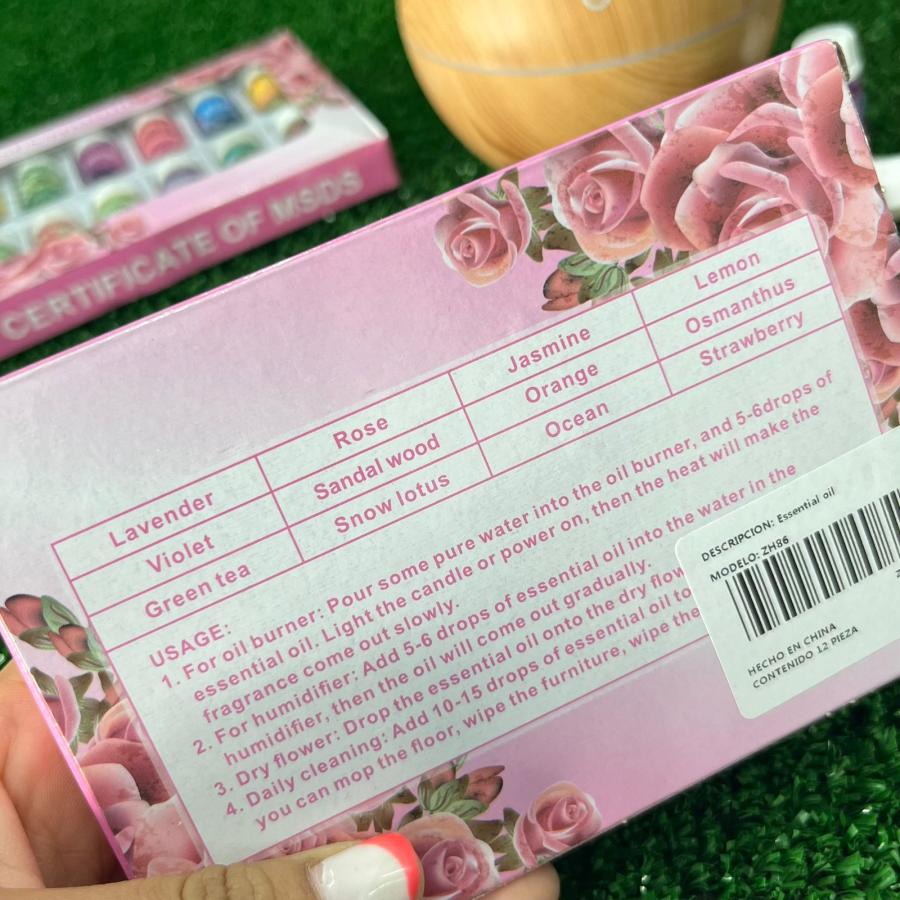 CERTIFICATE OF MSDS
Lavender Rose Jasmine Lemon
Violet Sandal wood Orange Osmanthus
Green tea Snow lotus Ocean Strawberry
USAGE:
1. For oil burner: Pour some pure water into the oil burner, and 5-6drops of
essential oil. Light the candle or power on, then the heat will make the
fragrance come out slowly.
2. For humidifier: Add 5-6 drops of essential oil into the water in the
humidifier, then the oil will come out gradually.
3. Dry flower: Drop the essential oil onto the dry
4. Daily cleaning: Add 10-15 drops of essential oil to
you can mop the floor, wipe the furniture, wipe the
DESCRIPCION: Essential oil
MODELO: ZH86
HECHO EN CHINA
CONTENIDO 12 PIEZA